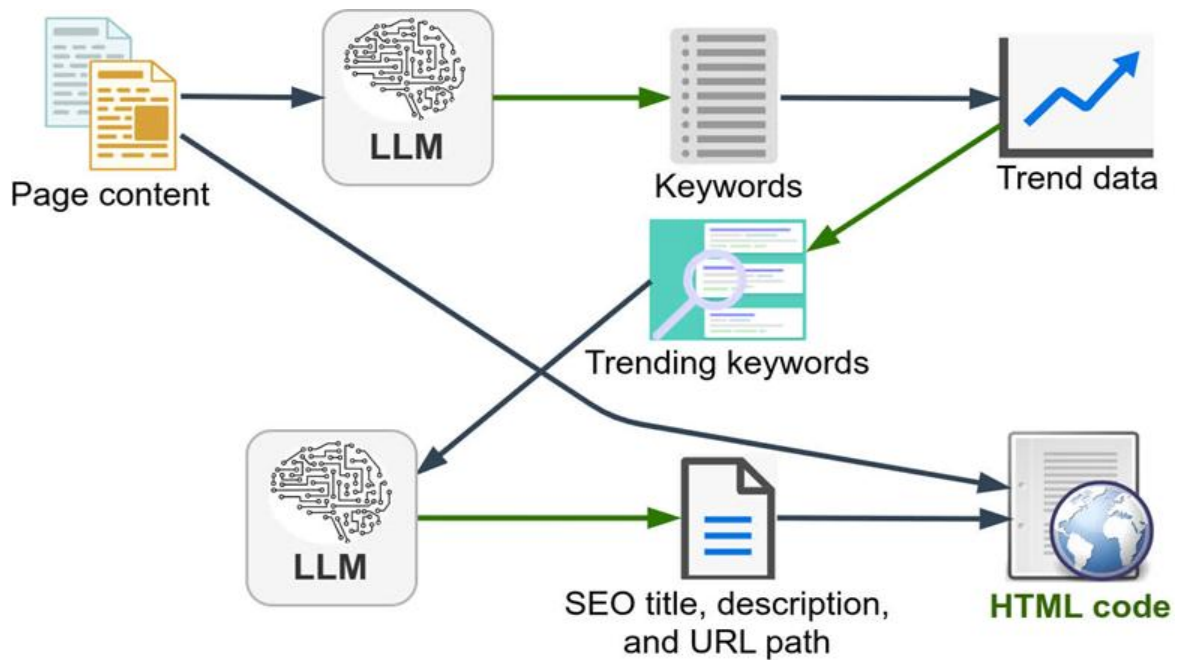 LLM
Page content
Keywords
Trend data
Trending keywords
LLM
SEO title, description,
and URL path
HTML code